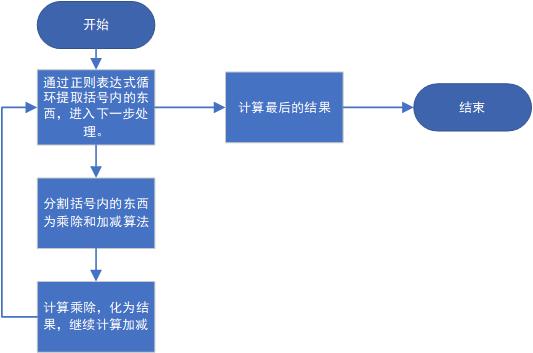 开始
通过正则表达式循
环提取括号内的东
西，进入下一步处
理。
计算最后的结果
结束
分割括号内的东西
为乘除和加减算法
计算乘除，化为结
果，继续计算加减